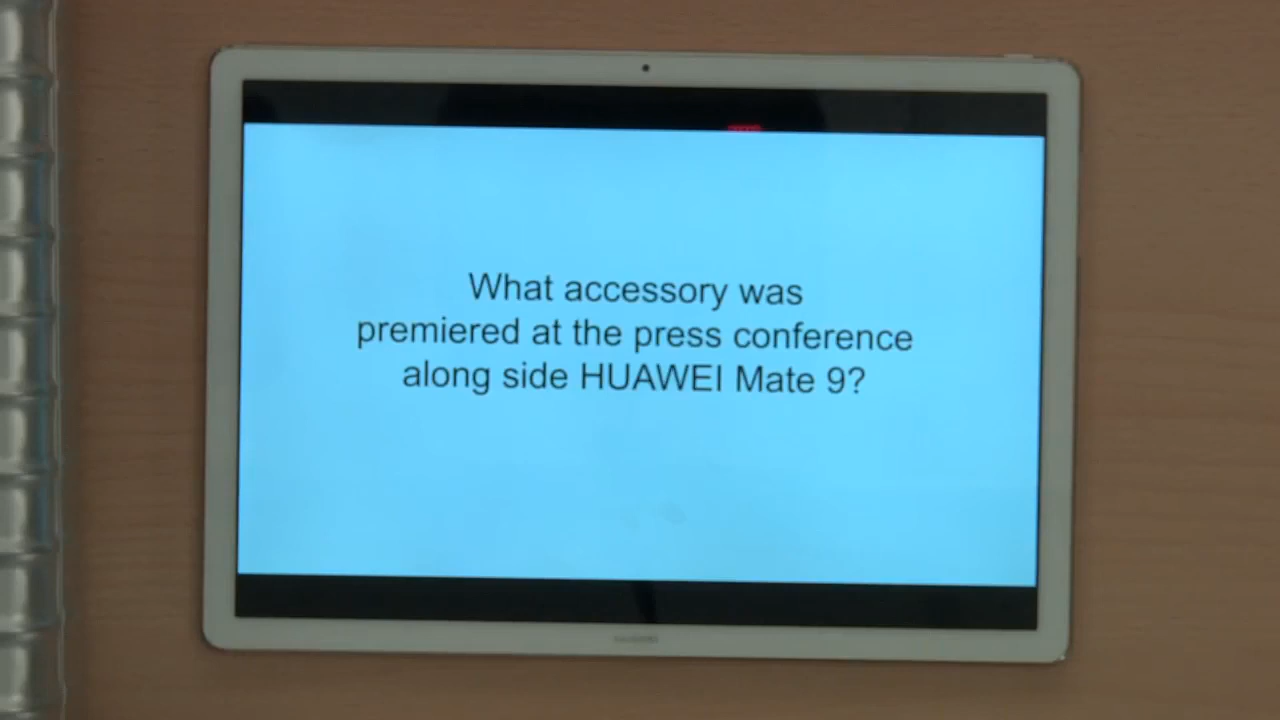 What accessory was
premiered at the press conference
along side HUAWEI Mate 9?